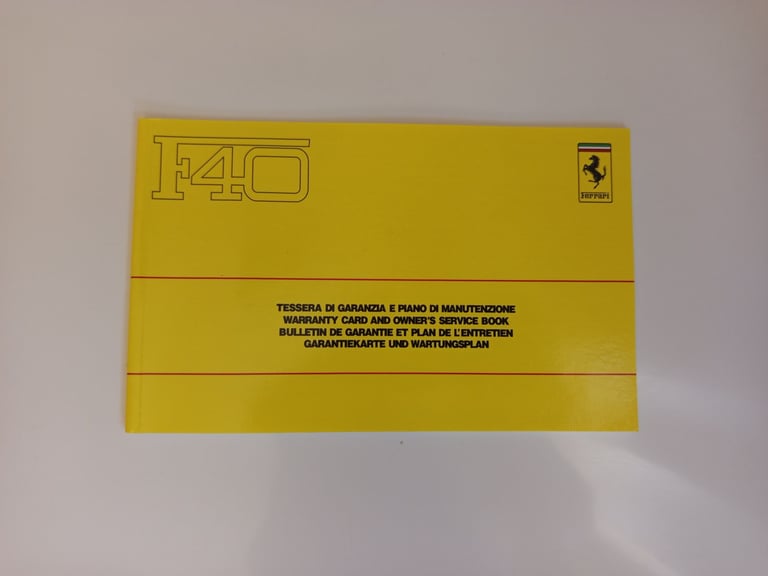 F40
Ferrari
TESSERA DI GARANZIA E PIANO DI MANUTENZIONE
WARRANTY CARD AND OWNER'S SERVICE BOOK
BULLETIN DE GARANTIE ET PLAN DE L'ENTRETIEN
GARANTIEKARTE UND WARTUNGSPLAN